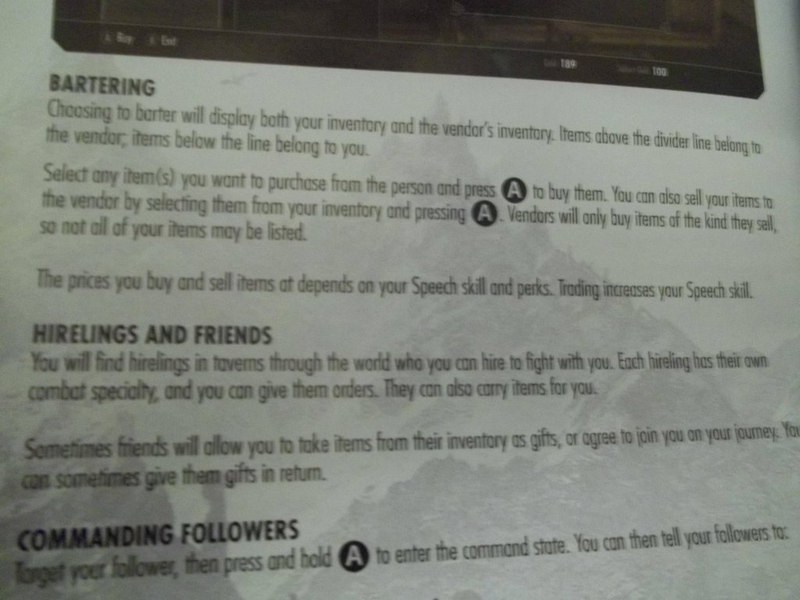 A Buy X Exit
189 100
BARTERING
Choosing to barter will display both your inventory and the vendor's inventory. Items above the divider line belong to
the vendor; items below the line belong to you.
Select any item(s) you want to purchase from the person and press A to buy them. You can also sell your items to
the vendor by selecting them from your inventory and pressing A. Vendors will only buy items of the kind they sell,
so not all of your items may be listed.
The prices you buy and sell items at depends on your Speech skill and perks. Trading increases your Speech skill.
HIRELINGS AND FRIENDS
You will find hirelings in taverns through the world who you can hire to fight with you. Each hireling has their own
combat specialty, and you can give them orders. They can also carry items for you.
Sometimes friends will allow you to take items from their inventory as gifts, or agree to join you on your journey. You
can sometimes give them gifts in return.
COMMANDING FOLLOWERS
Target your follower, then press and hold A to enter the command state. You can then tell your followers to: